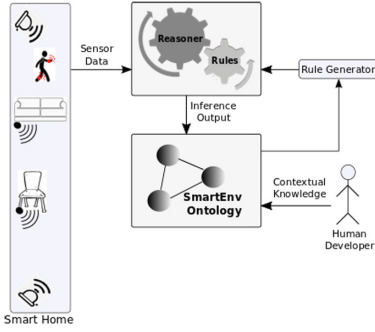 Sensor
Data
Reasoner
Rules
Rule Generator
Inference
Output
SmartEnv
Ontology
Contextual
Knowledge
Human
Developer
Smart Home